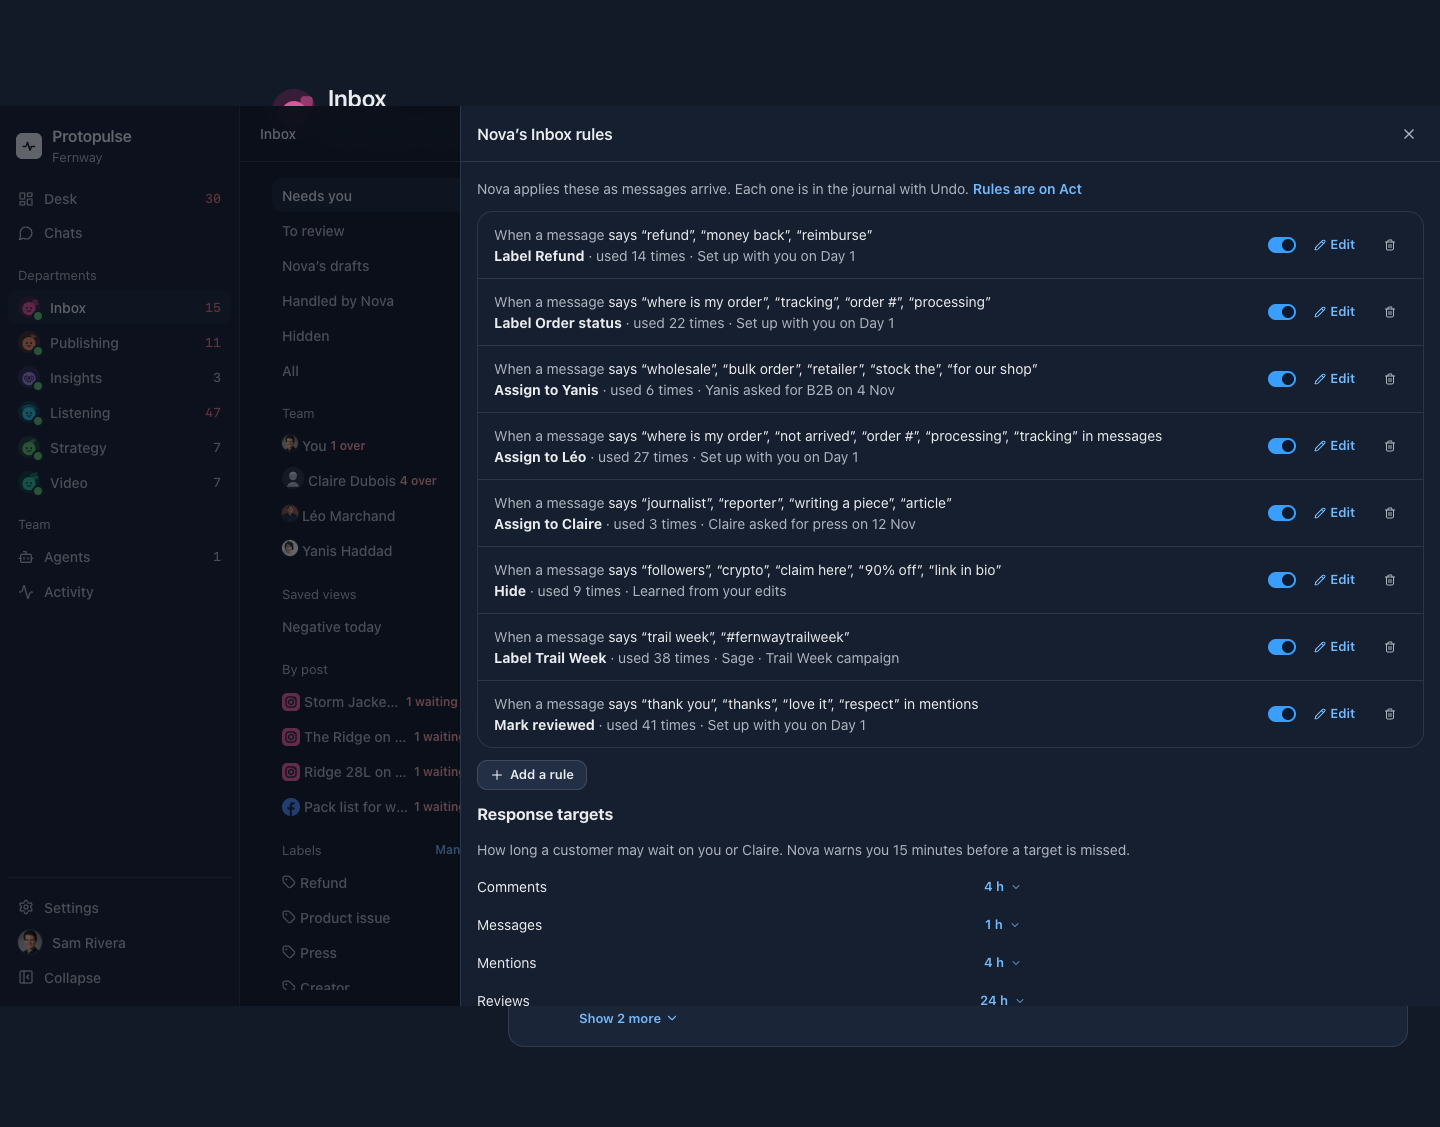 Inbox
Protopulse
Fernway
Desk 30
Chats
Departments
Inbox 15
Publishing 11
Insights 3
Listening 47
Strategy 7
Video 7
Team
Agents 1
Activity
Settings
Sam Rivera
Collapse
Inbox
Needs you
To review
Nova's drafts
Handled by Nova
Hidden
All
Team
You 1 over
Claire Dubois 4 over
Léo Marchand
Yanis Haddad
Saved views
Negative today
By post
Storm Jacke... 1 waiting
The Ridge on ... 1 waiting
Ridge 28L on ... 1 waiting
Pack list for w... 1 waiting
Labels Man
Refund
Product issue
Press
Creator
Nova's Inbox rules
Nova applies these as messages arrive. Each one is in the journal with Undo. Rules are on Act
When a message says “refund”, “money back”, “reimburse”
Label Refund · used 14 times · Set up with you on Day 1
Edit
When a message says “where is my order”, “tracking”, “order #”, “processing”
Label Order status · used 22 times · Set up with you on Day 1
Edit
When a message says “wholesale”, “bulk order”, “retailer”, “stock the”, “for our shop”
Assign to Yanis · used 6 times · Yanis asked for B2B on 4 Nov
Edit
When a message says “where is my order”, “not arrived”, “order #”, “processing”, “tracking” in messages
Assign to Léo · used 27 times · Set up with you on Day 1
Edit
When a message says “journalist”, “reporter”, “writing a piece”, “article”
Assign to Claire · used 3 times · Claire asked for press on 12 Nov
Edit
When a message says “followers”, “crypto”, “claim here”, “90% off”, “link in bio”
Hide · used 9 times · Learned from your edits
Edit
When a message says “trail week”, “#fernwaytrailweek”
Label Trail Week · used 38 times · Sage · Trail Week campaign
Edit
When a message says “thank you”, “thanks”, “love it”, “respect” in mentions
Mark reviewed · used 41 times · Set up with you on Day 1
Edit
Add a rule
Response targets
How long a customer may wait on you or Claire. Nova warns you 15 minutes before a target is missed.
Comments 4 h
Messages 1 h
Mentions 4 h
Reviews 24 h
Show 2 more